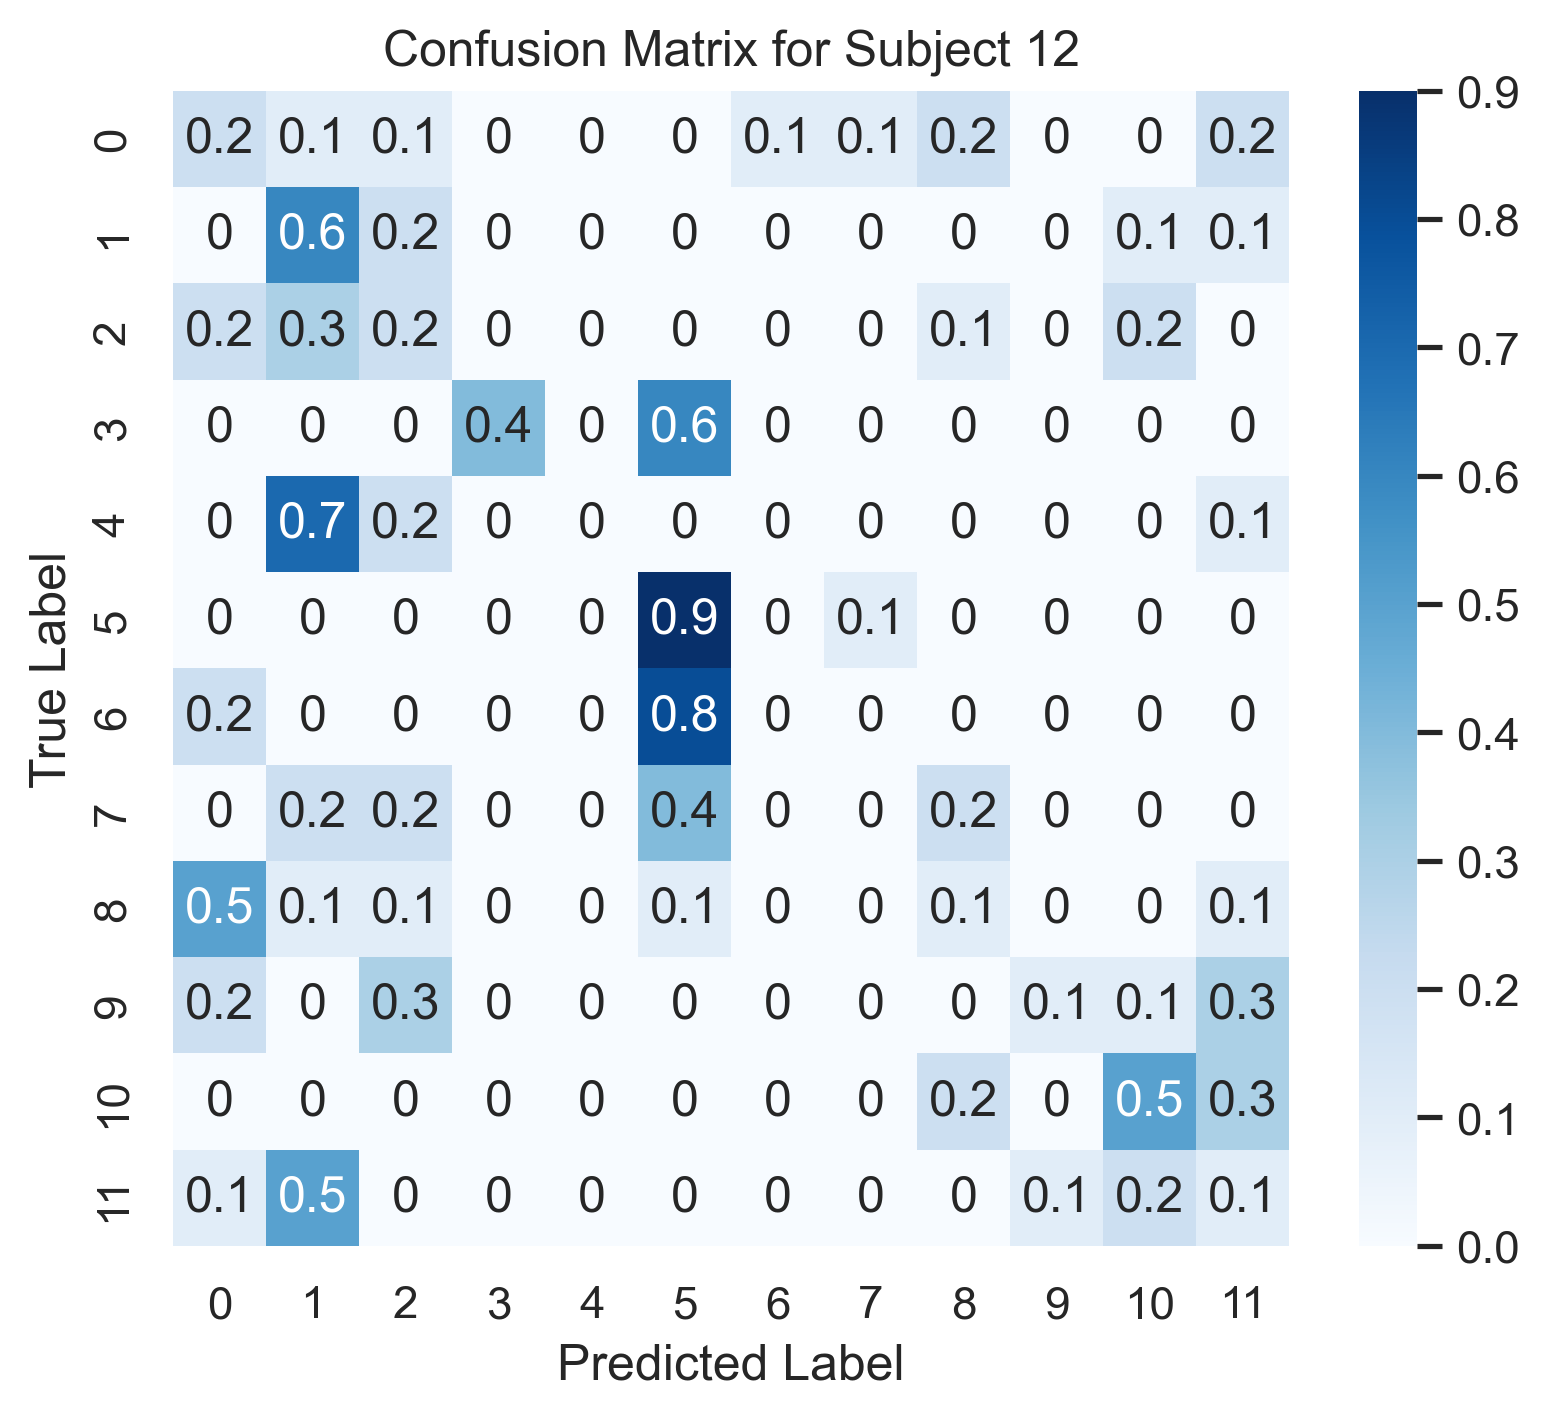 Confusion Matrix for Subject 12
0 0.2 0.1 0.1 0 0 0 0.1 0.1 0.2 0 0 0.2
1 0 0.6 0.2 0 0 0 0 0 0 0 0.1 0.1
2 0.2 0.3 0.2 0 0 0 0 0 0.1 0 0.2 0
3 0 0 0 0.4 0 0.6 0 0 0 0 0 0
4 0 0.7 0.2 0 0 0 0 0 0 0 0 0.1
5 0 0 0 0 0 0.9 0 0.1 0 0 0 0
6 0.2 0 0 0 0 0.8 0 0 0 0 0 0
7 0 0.2 0.2 0 0 0.4 0 0 0.2 0 0 0
8 0.5 0.1 0.1 0 0 0.1 0 0 0.1 0 0 0.1
9 0.2 0 0.3 0 0 0 0 0 0 0.1 0.1 0.3
10 0 0 0 0 0 0 0 0 0.2 0 0.5 0.3
11 0.1 0.5 0 0 0 0 0 0 0 0.1 0.2 0.1
0 1 2 3 4 5 6 7 8 9 10 11
Predicted Label
True Label
0.9
0.8
0.7
0.6
0.5
0.4
0.3
0.2
0.1
0.0